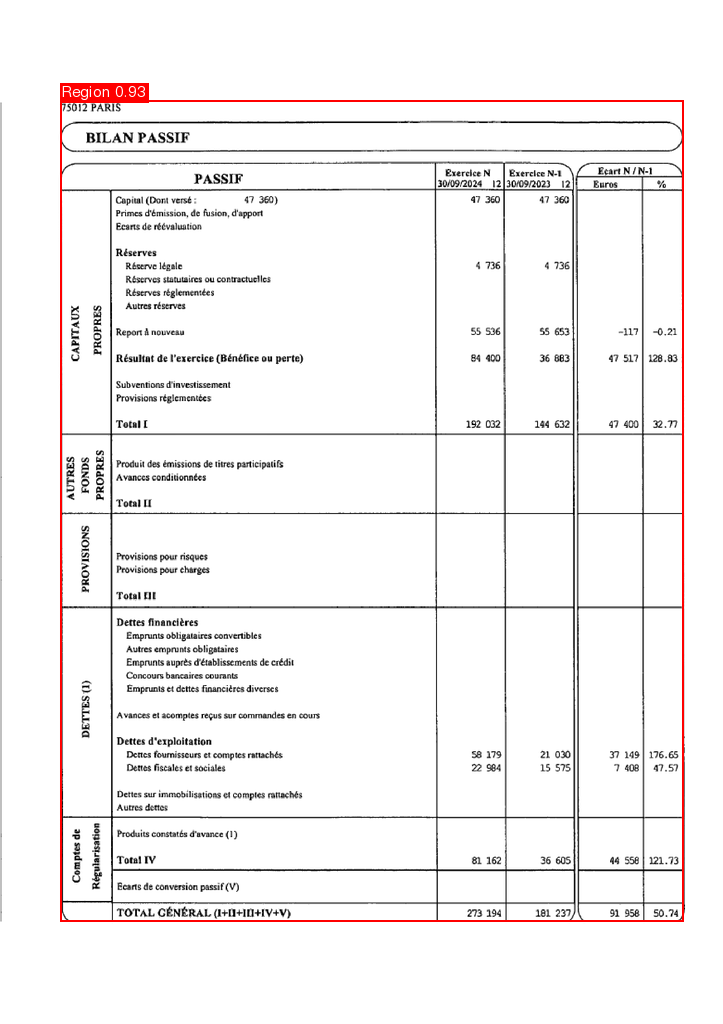 Region 0.93
75012 PARIS
BILAN PASSIF
PASSIF Exercice N 30/09/2024 12 Exercice N-1 30/09/2023 12 Ecart N / N-1 Euros %
CAPITAUX PROPRES
Capital (Dont versé : 47 360) 47 360 47 360
Primes d'émission, de fusion, d'apport
Ecarts de réévaluation
Réserves
Réserve légale 4 736 4 736
Réserves statutaires ou contractuelles
Réserves réglementées
Autres réserves
Report à nouveau 55 536 55 653 -117 -0.21
Résultat de l'exercice (Bénéfice ou perte) 84 400 36 883 47 517 128.83
Subventions d'investissement
Provisions réglementées
Total I 192 032 144 632 47 400 32.77
AUTRES FONDS PROPRES
Produit des émissions de titres participatifs
Avances conditionnées
Total II
PROVISIONS
Provisions pour risques
Provisions pour charges
Total III
DETTES (1)
Dettes financières
Emprunts obligataires convertibles
Autres emprunts obligataires
Emprunts auprès d'établissements de crédit
Concours bancaires courants
Emprunts et dettes financières diverses
Avances et acomptes reçus sur commandes en cours
Dettes d'exploitation
Dettes fournisseurs et comptes rattachés 58 179 21 030 37 149 176.65
Dettes fiscales et sociales 22 984 15 575 7 408 47.57
Dettes sur immobilisations et comptes rattachés
Autres dettes
Comptes de Régularisation
Produits constatés d'avance (1)
Total IV 81 162 36 605 44 558 121.73
Ecarts de conversion passif (V)
TOTAL GÉNÉRAL (I+II+III+IV+V) 273 194 181 237 91 958 50.74